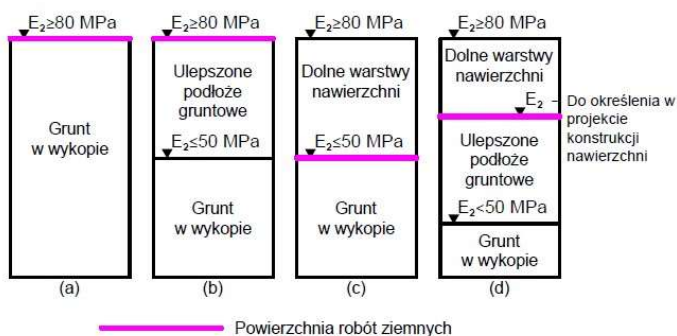 E₂≥80 MPa
Grunt
w wykopie
(a)
E₂≥80 MPa
Ulepszone
podłoże
gruntowe
E₂≤50 MPa
Grunt
w wykopie
(b)
E₂≥80 MPa
Dolne warstwy
nawierzchni
E₂≤50 MPa
Grunt
w wykopie
(c)
E₂≥80 MPa
Dolne warstwy
nawierzchni
E₂ – Do określenia w
projekcie
konstrukcji
nawierzchni
Ulepszone
podłoże
gruntowe
E₂<50 MPa
Grunt
w wykopie
(d)
Powierzchnia robót ziemnych